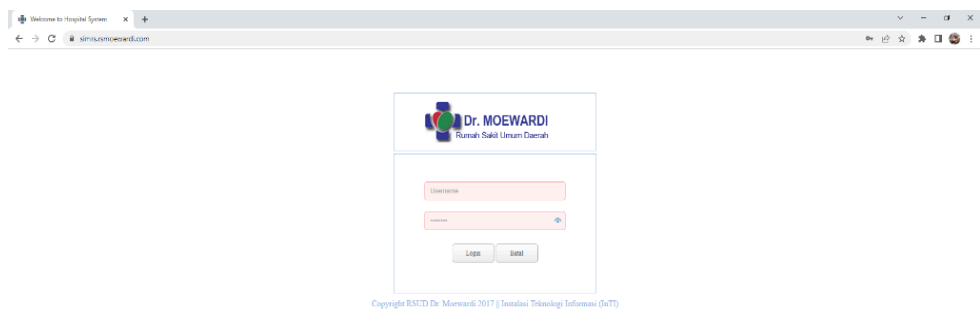 Welcome to Hospital System
simrs.rsmoewardi.com
Dr. MOEWARDI
Rumah Sakit Umum Daerah
Username
Login Batal
Copyright RSUD Dr. Moewardi 2017 || Instalasi Teknologi Informasi (InTI)